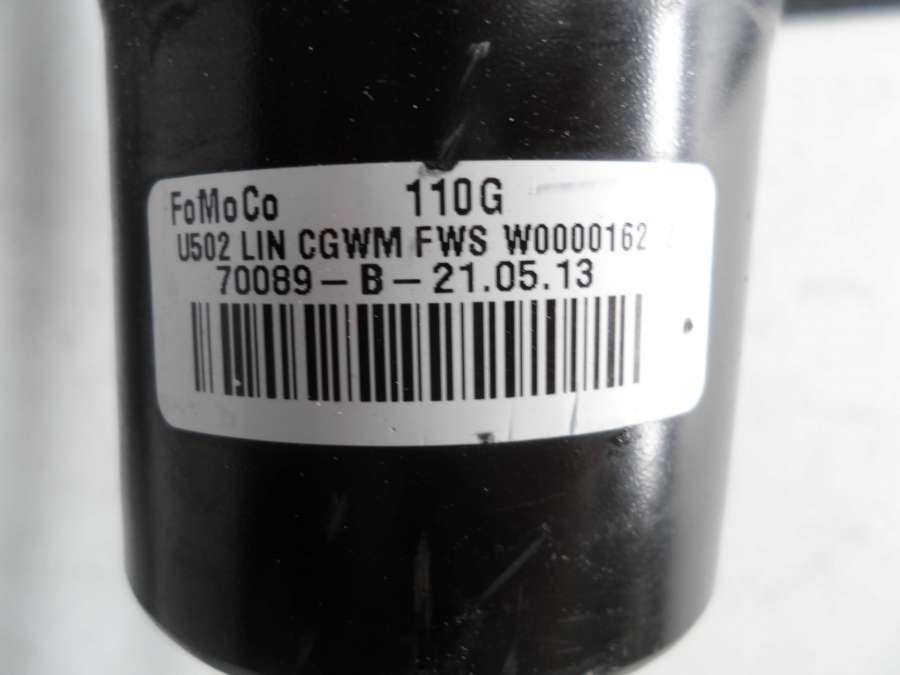 FoMoCo 110G
U502 LIN CGWM FWS W0000162
70089-B-21.05.13